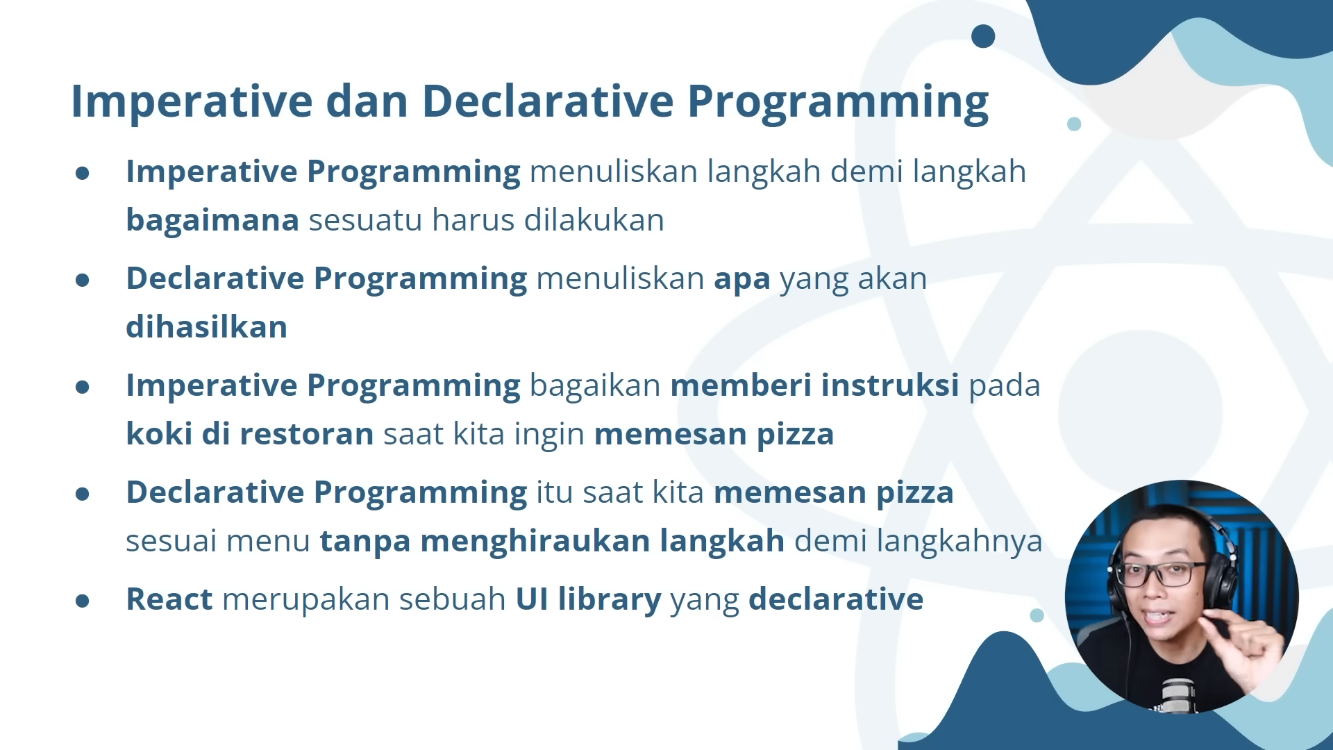 Imperative dan Declarative Programming
● Imperative Programming menuliskan langkah demi langkah
bagaimana sesuatu harus dilakukan
● Declarative Programming menuliskan apa yang akan
dihasilkan
● Imperative Programming bagaikan memberi instruksi pada
koki di restoran saat kita ingin memesan pizza
● Declarative Programming itu saat kita memesan pizza
sesuai menu tanpa menghiraukan langkah demi langkahnya
● React merupakan sebuah UI library yang declarative